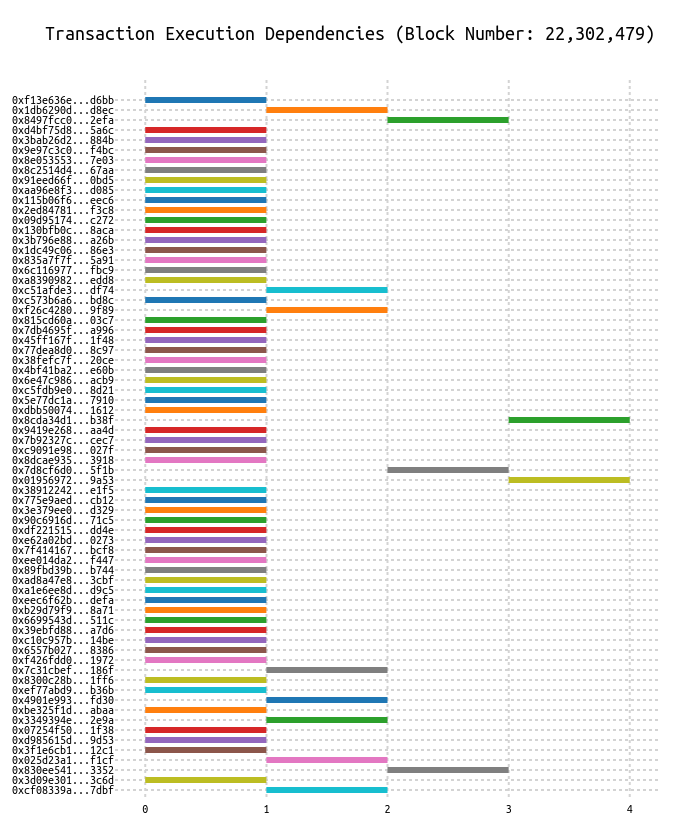 Transaction Execution Dependencies (Block Number: 22,302,479)
0xf13e636e...d6bb
0x1db6290d...d8ec
0x8497fcc0...2efa
0xd4bf75d8...5a6c
0x3bab26d2...884b
0x9e97c3c0...f4bc
0x8e053553...7e03
0x8c2514d4...67aa
0x91eed66f...0bd5
0xaa96e8f3...d085
0x115b06f6...eec6
0x2ed84781...f3c8
0x09d95174...c272
0x130bfb0c...8aca
0x3b796e88...a26b
0x1dc49c06...86e3
0x835a7f7f...5a91
0x6c116977...fbc9
0xa8390982...edd8
0xc51afde3...df74
0xc573b6a6...bd8c
0xf26c4280...9f89
0x815cd60a...03c7
0x7db4695f...a996
0x45ff167f...1f48
0x77dea8d0...8c97
0x38fefc7f...20ce
0x4bf41ba2...e60b
0x6e47c986...acb9
0xc5fdb9e0...8d21
0x5e77dc1a...7910
0xdbb50074...1612
0x8cda34d1...b38f
0x9419e268...aa4d
0x7b92327c...cec7
0xc9091e98...027f
0x8dcae935...3918
0x7d8cf6d0...5f1b
0x01956972...9a53
0x38912242...e1f5
0x775e9aed...cb12
0x3e379ee0...d329
0x90c6916d...71c5
0xdf221515...dd4e
0xe62a02bd...0273
0x7f414167...bcf8
0xee014da2...f447
0x89fbd39b...b744
0xad8a47e8...3cbf
0xa1e6ee8d...d9c5
0xeec6f62b...defa
0xb29d79f9...8a71
0x6699543d...511c
0x39ebfd88...a7d6
0xc10c957b...14be
0x6557b027...8386
0xf426fdd0...1972
0x7c31cbef...186f
0x8300c28b...1ff6
0xef77abd9...b36b
0x4901e993...fd30
0xbe325f1d...abaa
0x3349394e...2e9a
0x07254f50...1f38
0xd985615d...9d53
0x3f1e6cb1...12c1
0x025d23a1...f1cf
0x830ee541...3352
0x3d09e301...3c6d
0xcf08339a...7dbf
0 1 2 3 4